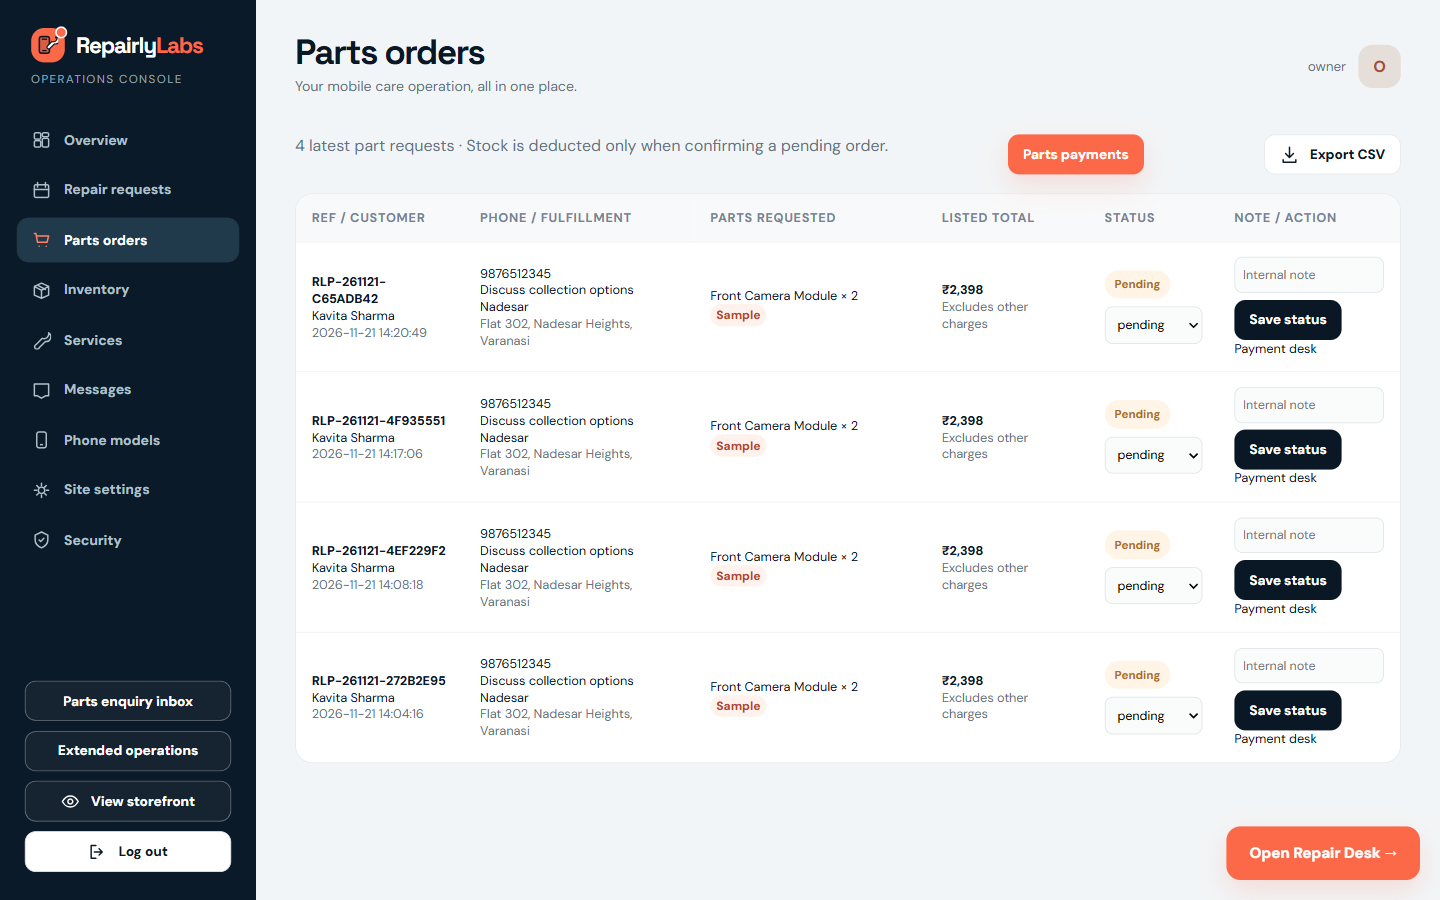 RepairlyLabs
OPERATIONS CONSOLE
Overview
Repair requests
Parts orders
Inventory
Services
Messages
Phone models
Site settings
Security
Parts enquiry inbox
Extended operations
View storefront
Log out
Parts orders
Your mobile care operation, all in one place.
owner
O
4 latest part requests · Stock is deducted only when confirming a pending order.
Parts payments
Export CSV
REF / CUSTOMER
PHONE / FULFILLMENT
PARTS REQUESTED
LISTED TOTAL
STATUS
NOTE / ACTION
RLP-261121-
C65ADB42
Kavita Sharma
2026-11-21 14:20:49
9876512345
Discuss collection options
Nadesar
Flat 302, Nadesar Heights,
Varanasi
Front Camera Module × 2
Sample
₹2,398
Excludes other
charges
Pending
pending
Internal note
Save status
Payment desk
RLP-261121-4F935551
Kavita Sharma
2026-11-21 14:17:06
9876512345
Discuss collection options
Nadesar
Flat 302, Nadesar Heights,
Varanasi
Front Camera Module × 2
Sample
₹2,398
Excludes other
charges
Pending
pending
Internal note
Save status
Payment desk
RLP-261121-4EF229F2
Kavita Sharma
2026-11-21 14:08:18
9876512345
Discuss collection options
Nadesar
Flat 302, Nadesar Heights,
Varanasi
Front Camera Module × 2
Sample
₹2,398
Excludes other
charges
Pending
pending
Internal note
Save status
Payment desk
RLP-261121-272B2E95
Kavita Sharma
2026-11-21 14:04:16
9876512345
Discuss collection options
Nadesar
Flat 302, Nadesar Heights,
Varanasi
Front Camera Module × 2
Sample
₹2,398
Excludes other
charges
Pending
pending
Internal note
Save status
Payment desk
Open Repair Desk →